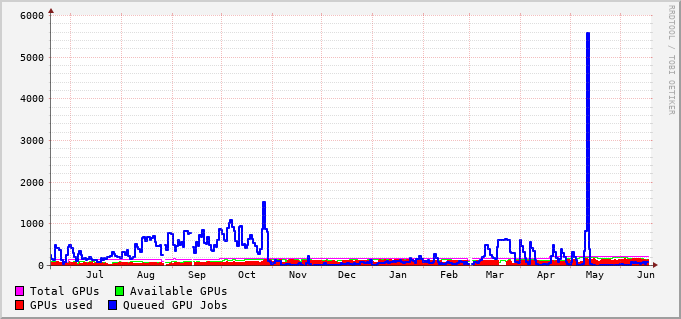 6000
5000
4000
3000
2000
1000
0
Jul Aug Sep Oct Nov Dec Jan Feb Mar Apr May Jun
Total GPUs Available GPUs
GPUs used Queued GPU Jobs
RRDTOOL / TOBI OETIKER